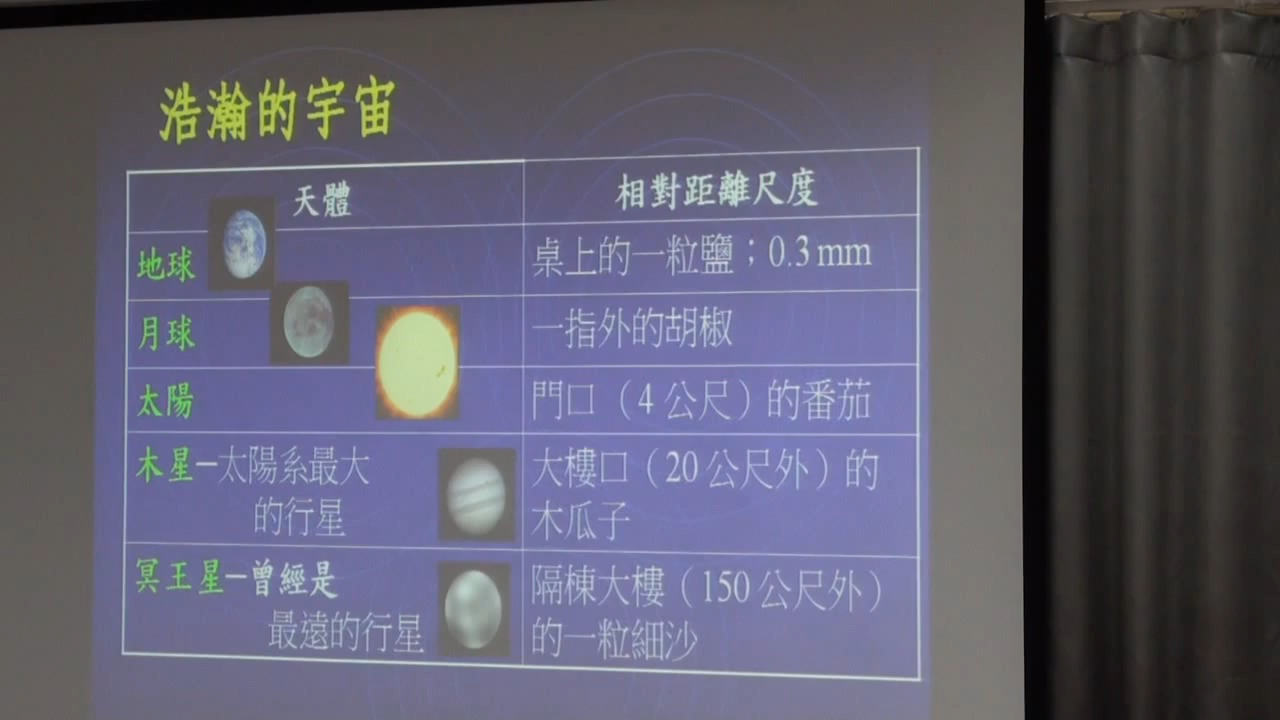 浩瀚的宇宙
天體
相對距離尺度
地球
桌上的一粒鹽；0.3 mm
月球
一指外的胡椒
太陽
門口（4 公尺）的番茄
木星—太陽系最大
的行星
大樓口（20 公尺外）的
木瓜子
冥王星—曾經是
最遠的行星
隔棟大樓（150 公尺外）
的一粒細沙